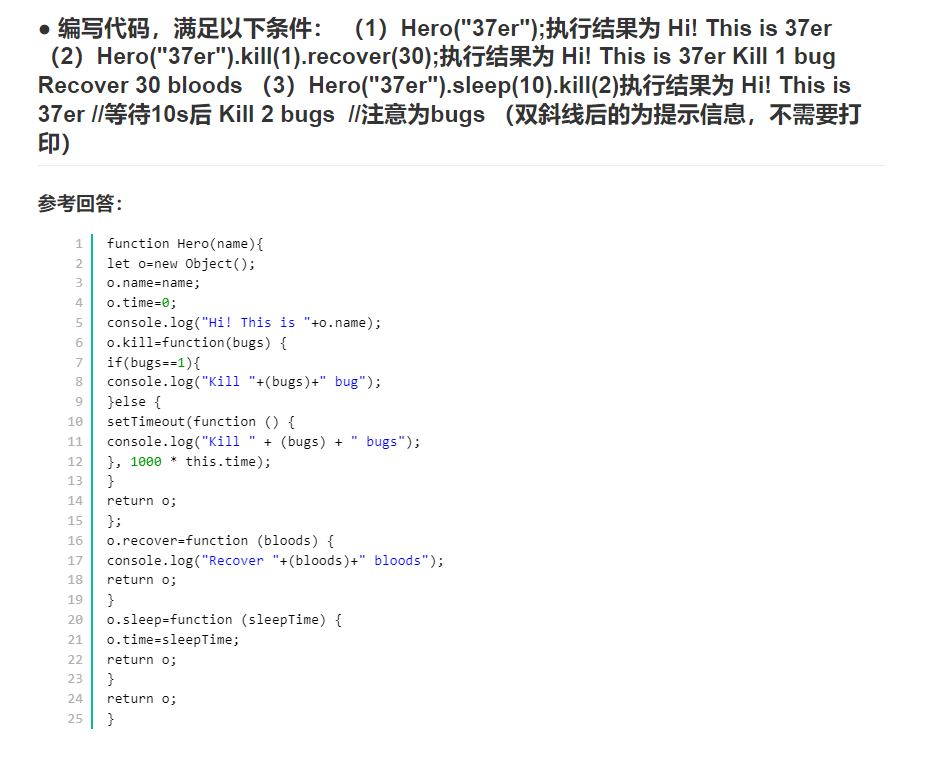 ● 编写代码，满足以下条件： （1）Hero("37er");执行结果为 Hi! This is 37er
（2）Hero("37er").kill(1).recover(30);执行结果为 Hi! This is 37er Kill 1 bug
Recover 30 bloods （3）Hero("37er").sleep(10).kill(2)执行结果为 Hi! This is
37er //等待10s后 Kill 2 bugs //注意为bugs （双斜线后的为提示信息，不需要打
印）
参考回答：
1 function Hero(name){
2 let o=new Object();
3 o.name=name;
4 o.time=0;
5 console.log("Hi! This is "+o.name);
6 o.kill=function(bugs) {
7 if(bugs==1){
8 console.log("Kill "+(bugs)+" bug");
9 }else {
10 setTimeout(function () {
11 console.log("Kill " + (bugs) + " bugs");
12 }, 1000 * this.time);
13 }
14 return o;
15 };
16 o.recover=function (bloods) {
17 console.log("Recover "+(bloods)+" bloods");
18 return o;
19 }
20 o.sleep=function (sleepTime) {
21 o.time=sleepTime;
22 return o;
23 }
24 return o;
25 }